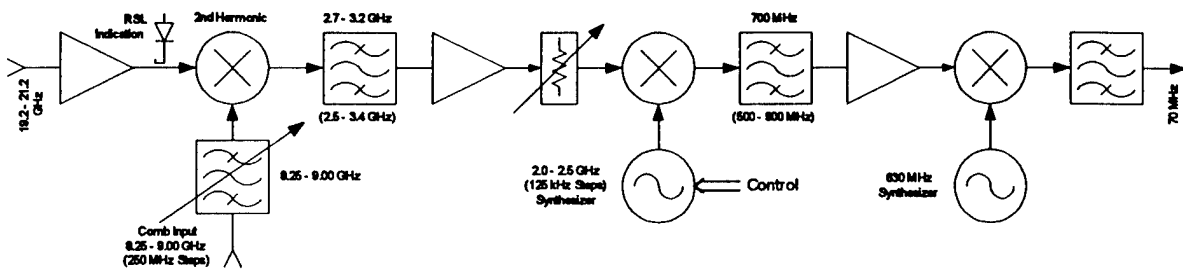 RSL
Indication
2nd Harmonic
2.7 - 3.2 GHz
700 MHz
19.2 - 21.2
GHz
(2.5 - 3.4 GHz)
(500 - 900 MHz)
70 MHz
8.25 - 9.00 GHz
2.0 - 2.5 GHz
(125 kHz Steps)
Synthesizer
Control
630 MHz
Synthesizer
Comb Input
8.25 - 9.00 GHz
(250 MHz Steps)